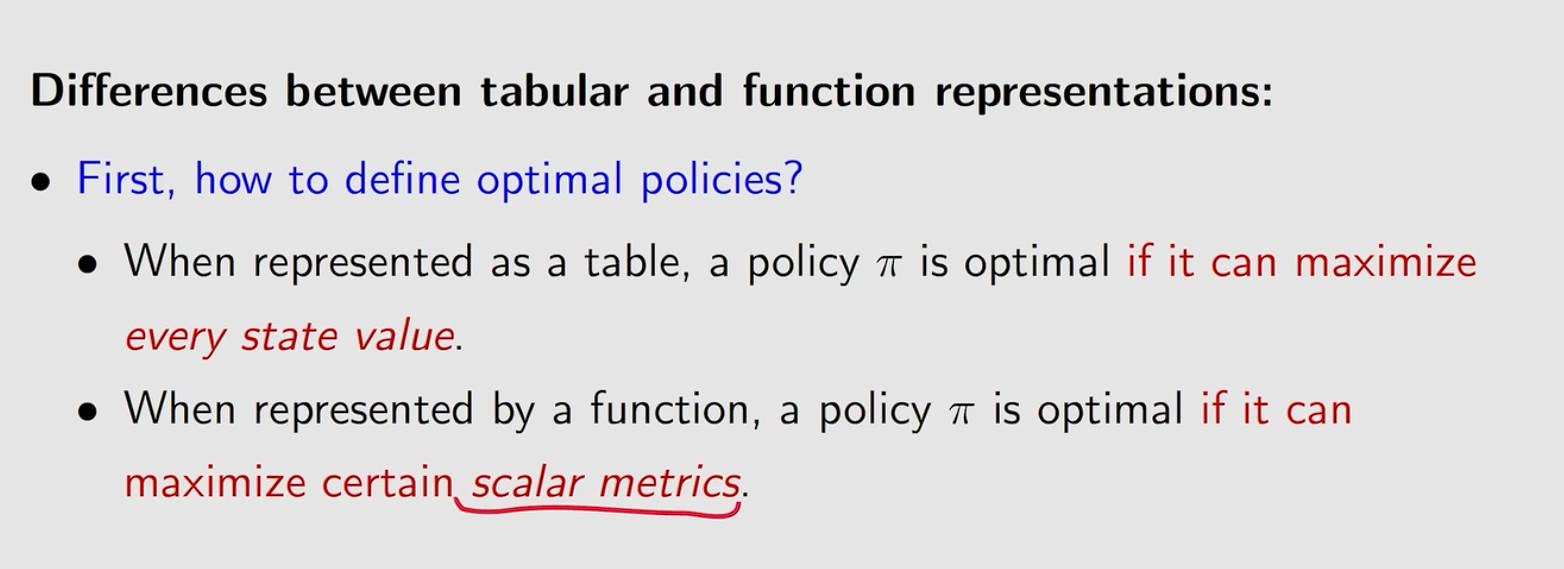 Differences between tabular and function representations:
• First, how to define optimal policies?
• When represented as a table, a policy π is optimal if it can maximize
every state value.
• When represented by a function, a policy π is optimal if it can
maximize certain scalar metrics.